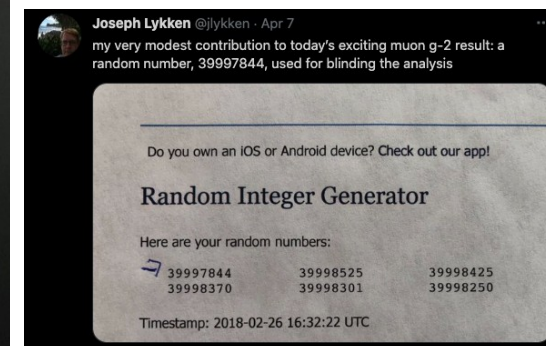 Joseph Lykken @jlykken · Apr 7
my very modest contribution to today's exciting muon g-2 result: a
random number, 39997844, used for blinding the analysis
Do you own an iOS or Android device? Check out our app!
Random Integer Generator
Here are your random numbers:
39997844 39998525 39998425
39998370 39998301 39998250
Timestamp: 2018-02-26 16:32:22 UTC